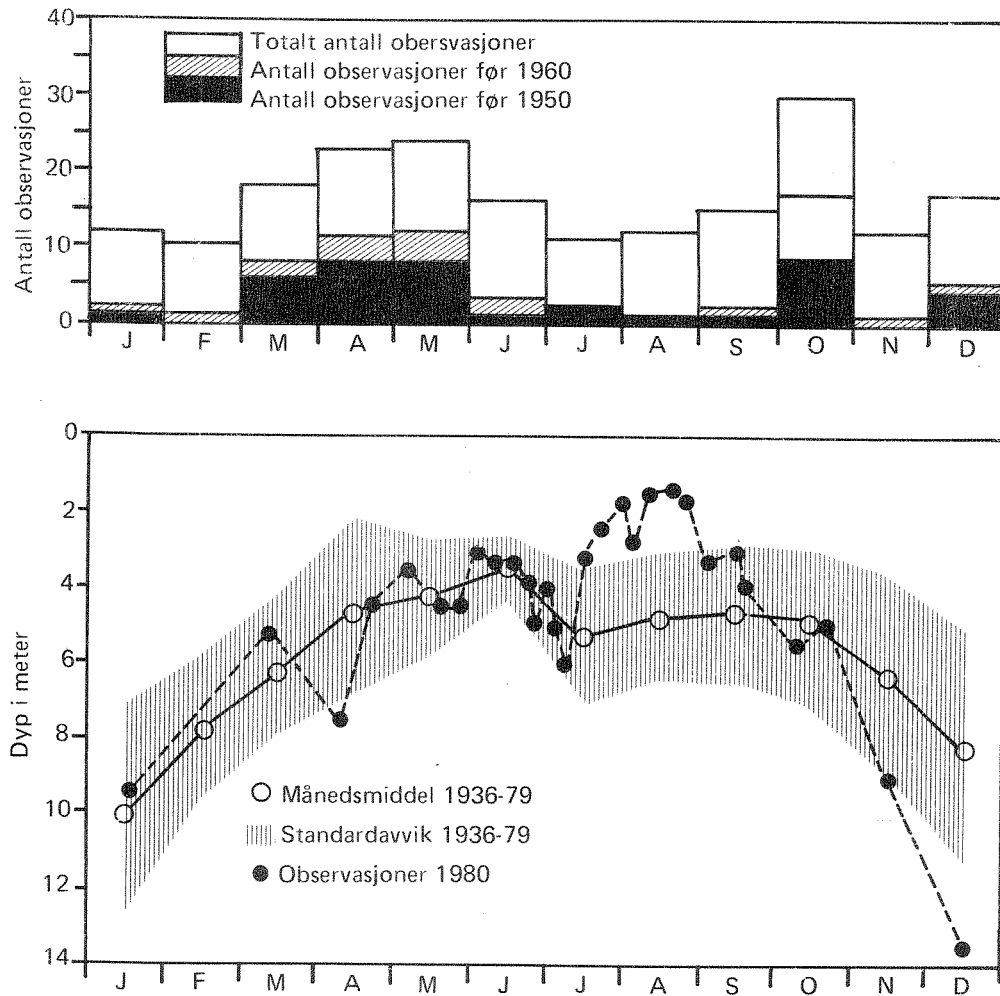 40
30
20
10
0
Antall observasjoner
Totalt antall obersvasjoner
Antall observasjoner før 1960
Antall observasjoner før 1950
J F M A M J J A S O N D
0
2
4
6
8
10
12
14
Dyp i meter
Månedsmiddel 1936-79
Standardavvik 1936-79
Observasjoner 1980
J F M A M J J A S O N D